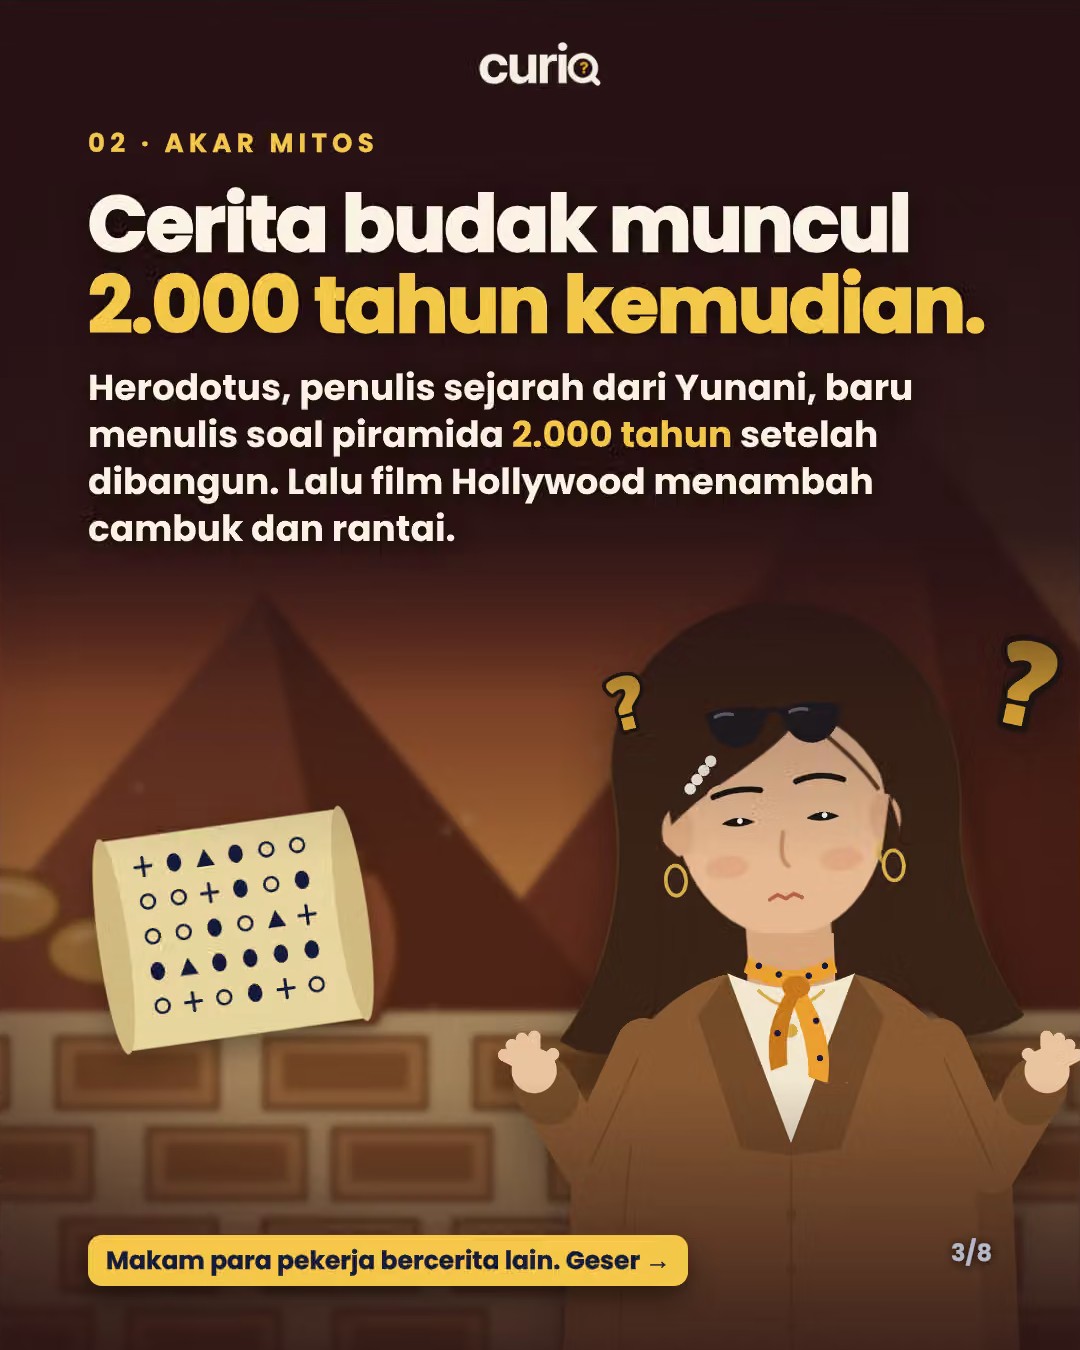 curiQ
02 · AKAR MITOS
Cerita budak muncul
2.000 tahun kemudian.
Herodotus, penulis sejarah dari Yunani, baru
menulis soal piramida 2.000 tahun setelah
dibangun. Lalu film Hollywood menambah
cambuk dan rantai.
? ?
Makam para pekerja bercerita lain. Geser →
3/8